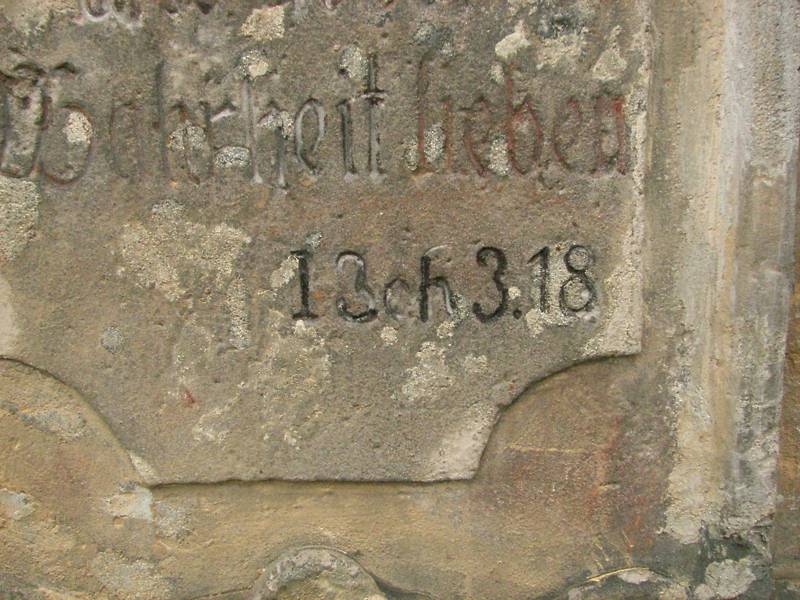 Wahrheit lieben
1 Joh 3.18